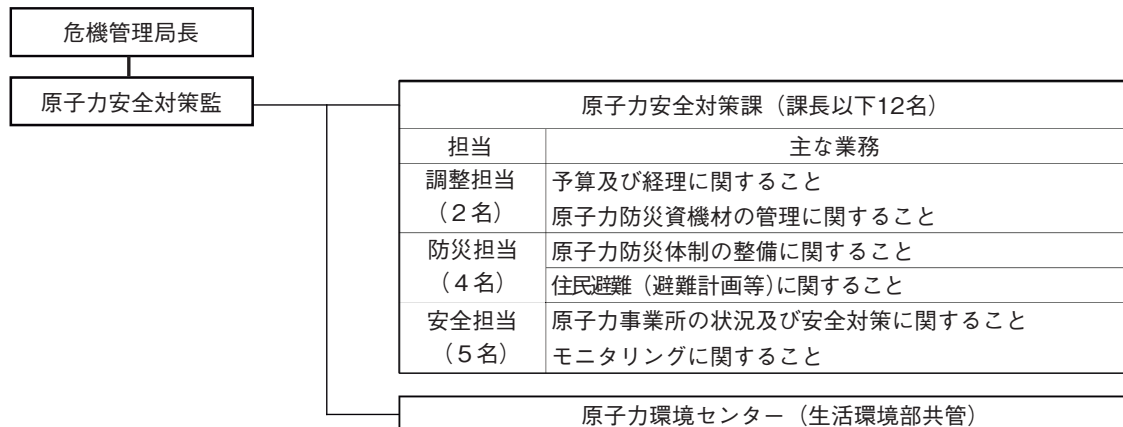 危機管理局長
原子力安全対策監
原子力安全対策課（課長以下12名）
担当 主な業務
調整担当 予算及び経理に関すること
（２名） 原子力防災資機材の管理に関すること
防災担当 原子力防災体制の整備に関すること
（４名） 住民避難（避難計画等）に関すること
安全担当 原子力事業所の状況及び安全対策に関すること
（５名） モニタリングに関すること
原子力環境センター（生活環境部共管）